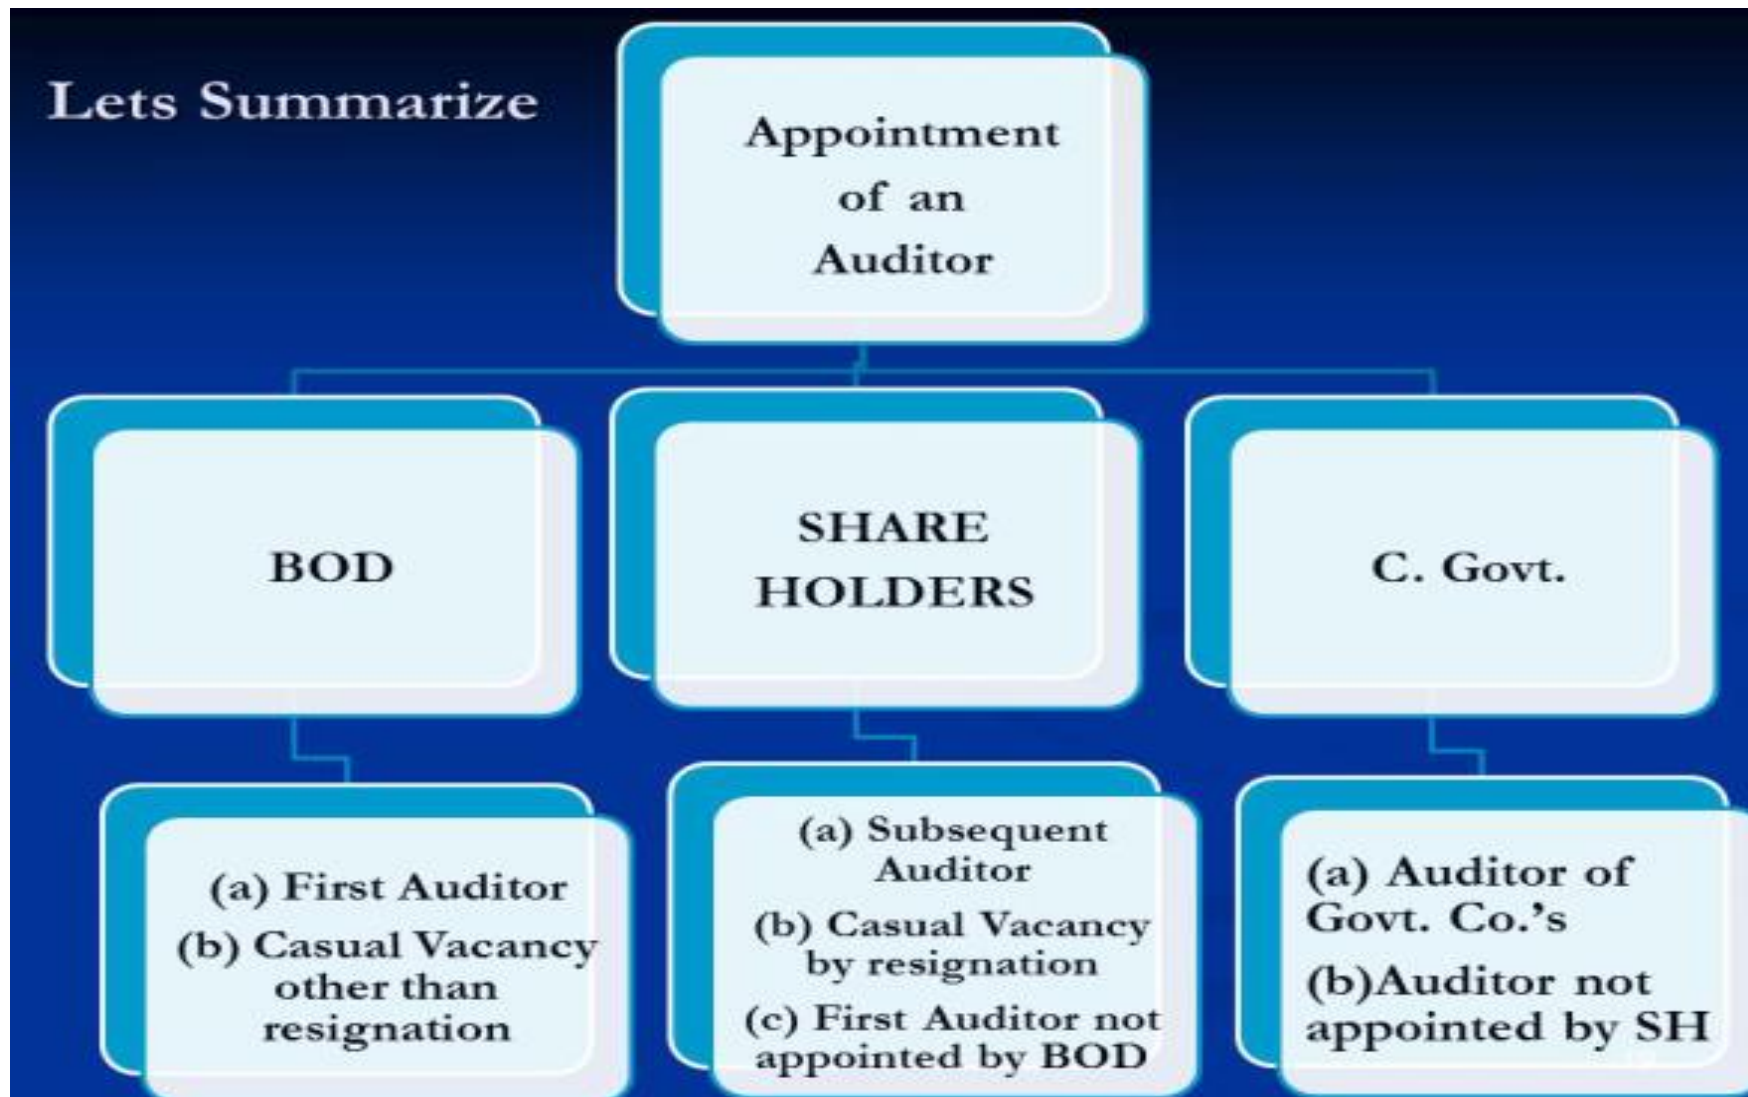 Lets Summarize
Appointment
of an
Auditor
BOD
SHARE
HOLDERS
C. Govt.
(a) First Auditor
(b) Casual Vacancy
other than
resignation
(a) Subsequent
Auditor
(b) Casual Vacancy
by resignation
(c) First Auditor not
appointed by BOD
(a) Auditor of
Govt. Co.'s
(b)Auditor not
appointed by SH